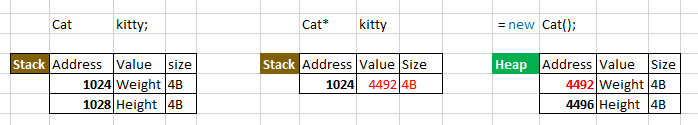 Cat kitty; Cat* kitty = new Cat();
Stack Address Value size Stack Address Value Size Heap Address Value Size
1024 Weight 4B 1024 4492 4B 4492 Weight 4B
1028 Height 4B 4496 Height 4B